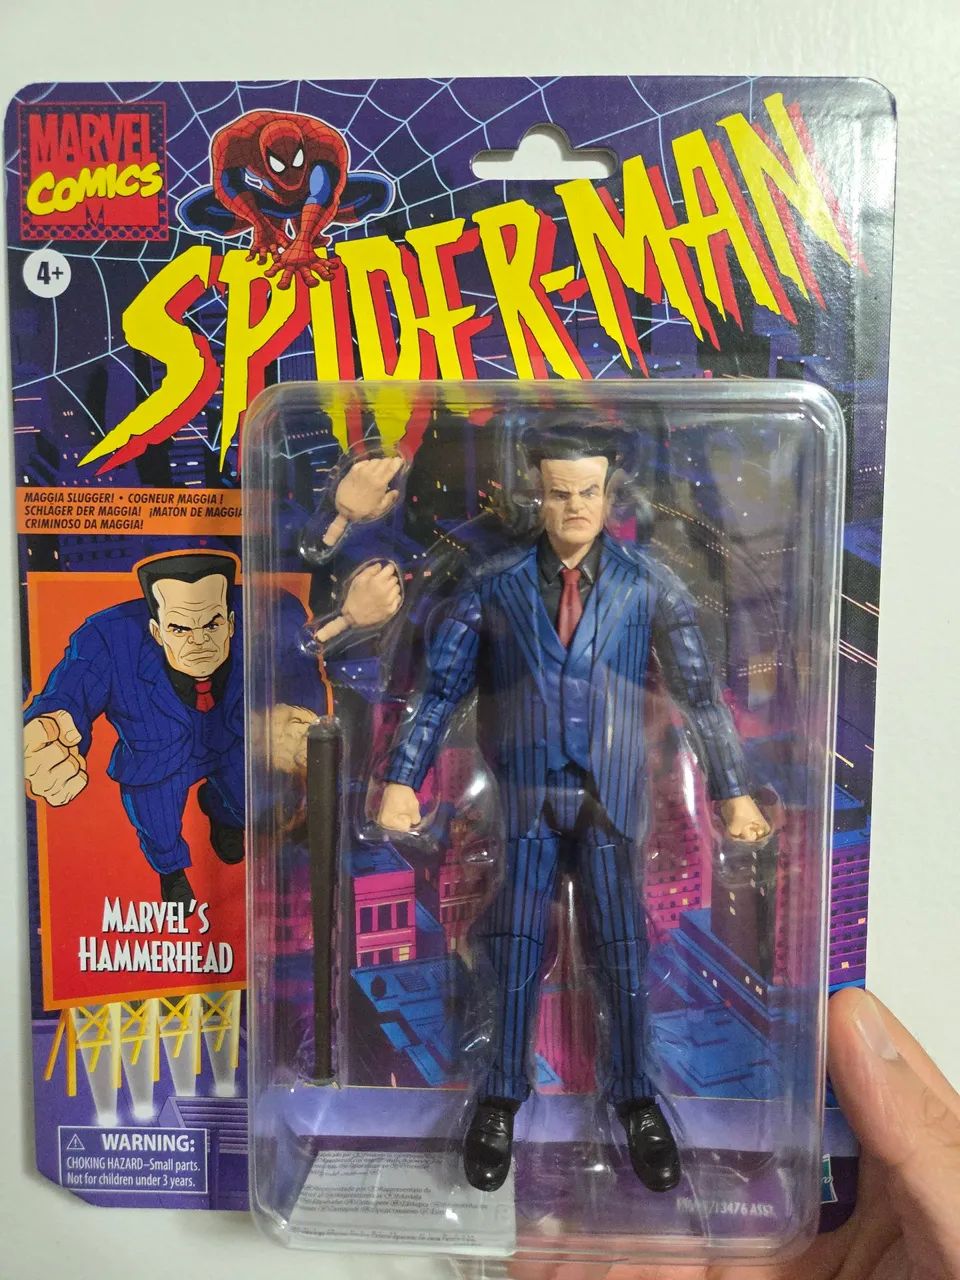 MARVEL
COMICS
4+
SPIDER-MAN
MAGGIA SLUGGER! • COGNEUR MAGGIA !
SCHLÄGER DER MAGGIA! ¡MATÓN DE MAGGIA
CRIMINOSO DA MAGGIA!
MARVEL'S
HAMMERHEAD
WARNING:
CHOKING HAZARD–Small parts.
Not for children under 3 years.